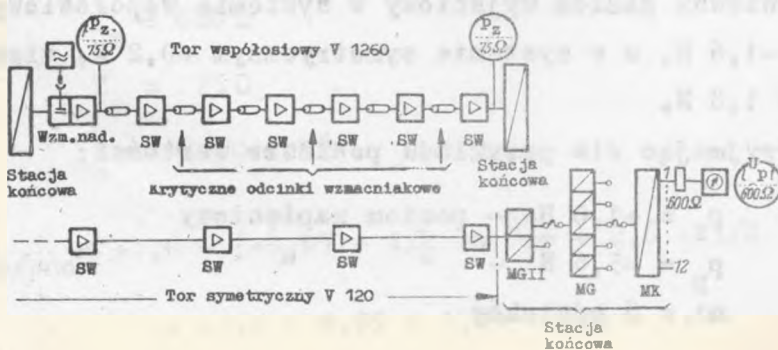 Pz
75Ω
Tor współosiowy V 1260
Pz
75Ω
Wzm.nad.
SW SW SW SW SW SW
Stacja
końcowa
Krytyczne odcinki wzmacniakowe
Stacja
końcowa
1
600Ω
Up
600Ω
SW SW SW SW
MGII
MG
MK
12
Tor symetryczny V 120
Stacja
końcowa